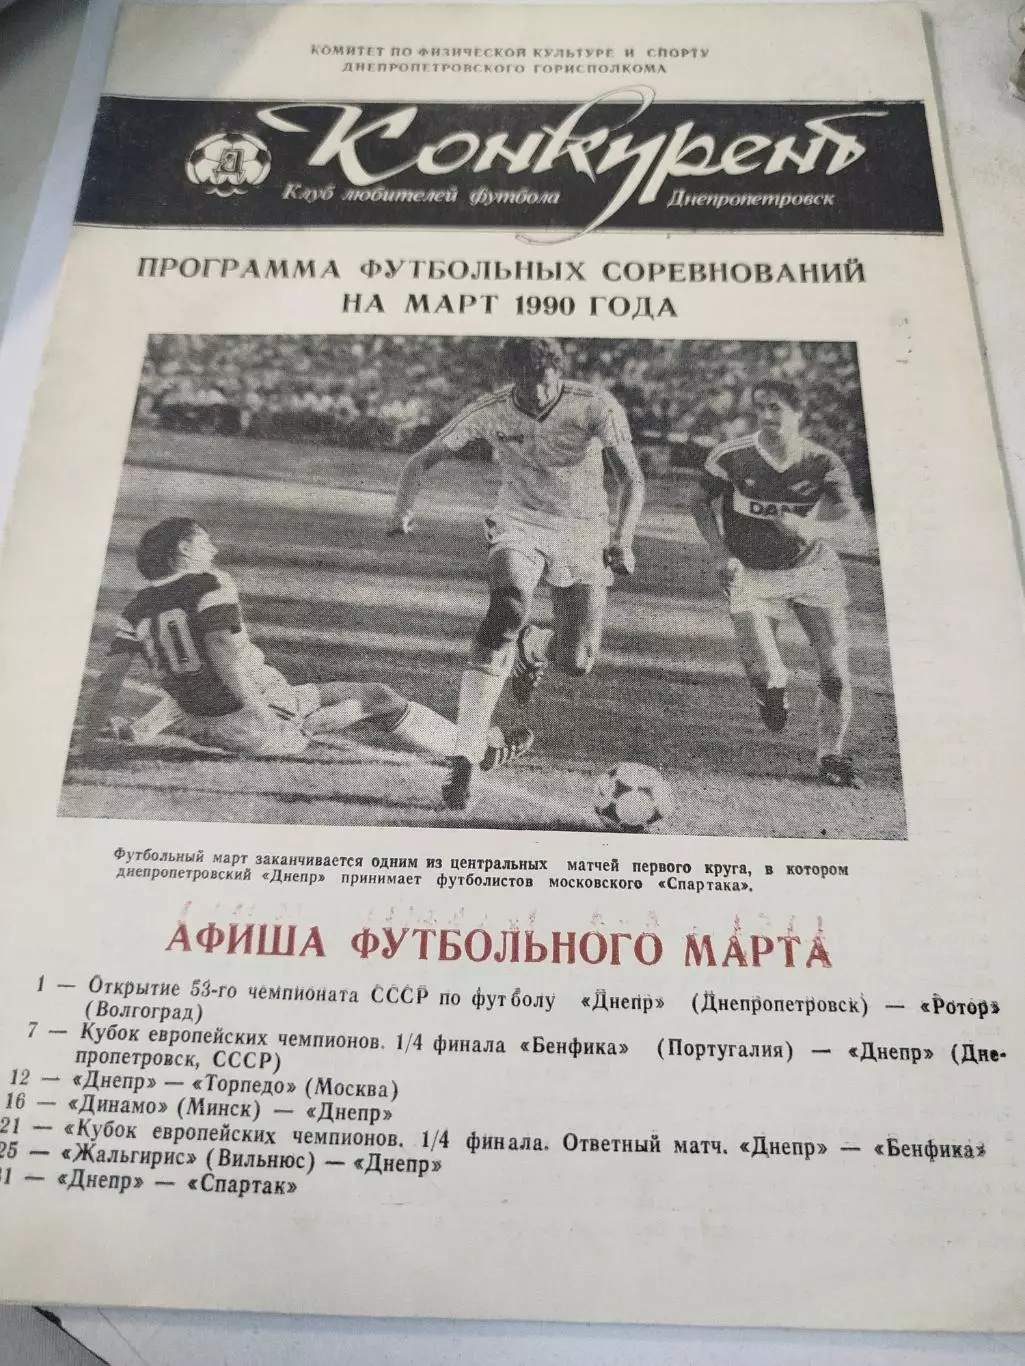 КОМИТЕТ ПО ФИЗИЧЕСКОЙ КУЛЬТУРЕ И СПОРТУ
ДНЕПРОПЕТРОВСКОГО ГОРИСПОЛКОМА
Д
Конкурентъ
Клуб любителей футбола Днепропетровск
ПРОГРАММА ФУТБОЛЬНЫХ СОРЕВНОВАНИЙ
НА МАРТ 1990 ГОДА
10
DANE
Футбольный март заканчивается одним из центральных матчей первого круга, в котором
днепропетровский «Днепр» принимает футболистов московского «Спартака».
АФИША ФУТБОЛЬНОГО МАРТА
1 — Открытие 53-го чемпионата СССР по футболу «Днепр» (Днепропетровск) — «Ротор»
(Волгоград)
7 — Кубок европейских чемпионов. 1/4 финала «Бенфика» (Португалия) — «Днепр» (Дне-
пропетровск, СССР)
12 — «Днепр» — «Торпедо» (Москва)
16 — «Динамо» (Минск) — «Днепр»
21 — «Кубок европейских чемпионов. 1/4 финала. Ответный матч. «Днепр» — «Бенфика»
25 — «Жальгирис» (Вильнюс) — «Днепр»
31 — «Днепр» — «Спартак»